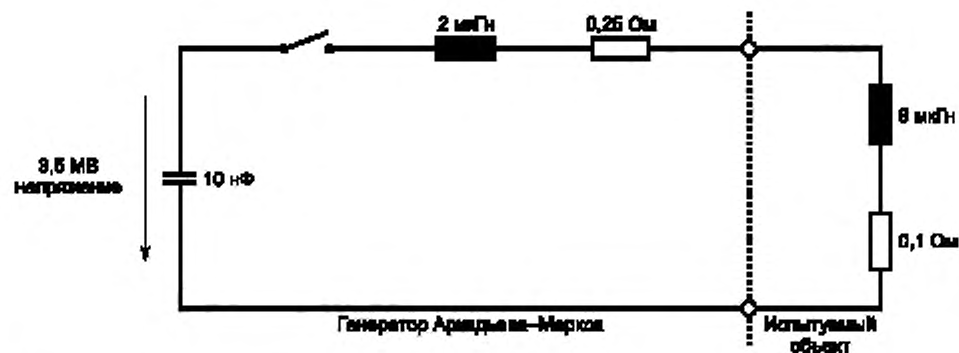 2 мкГн
0,25 Ом
8 мкГн
3,5 МВ
напряжение
10 нФ
0,1 Ом
Генератор Аркадьева–Маркса
Испытуемый
объект